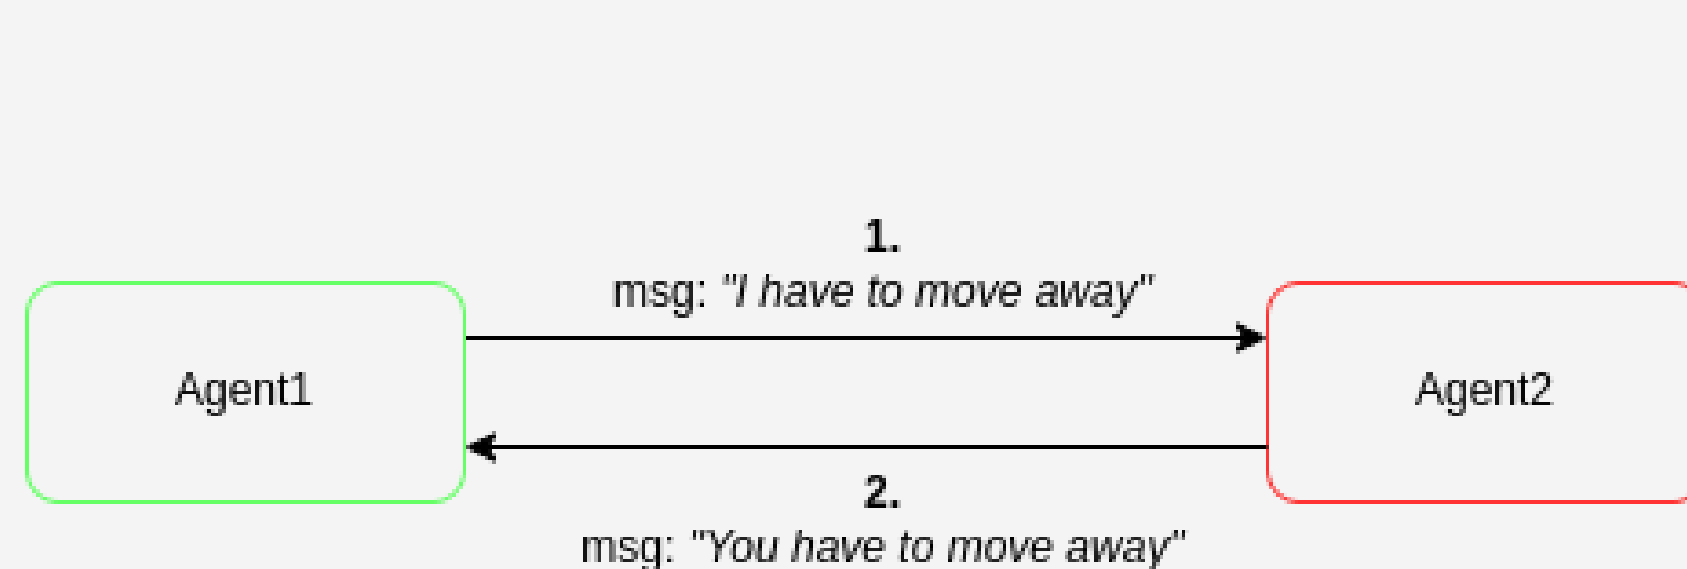 1.
msg: "I have to move away"
Agent1
Agent2
2.
msg: "You have to move away"